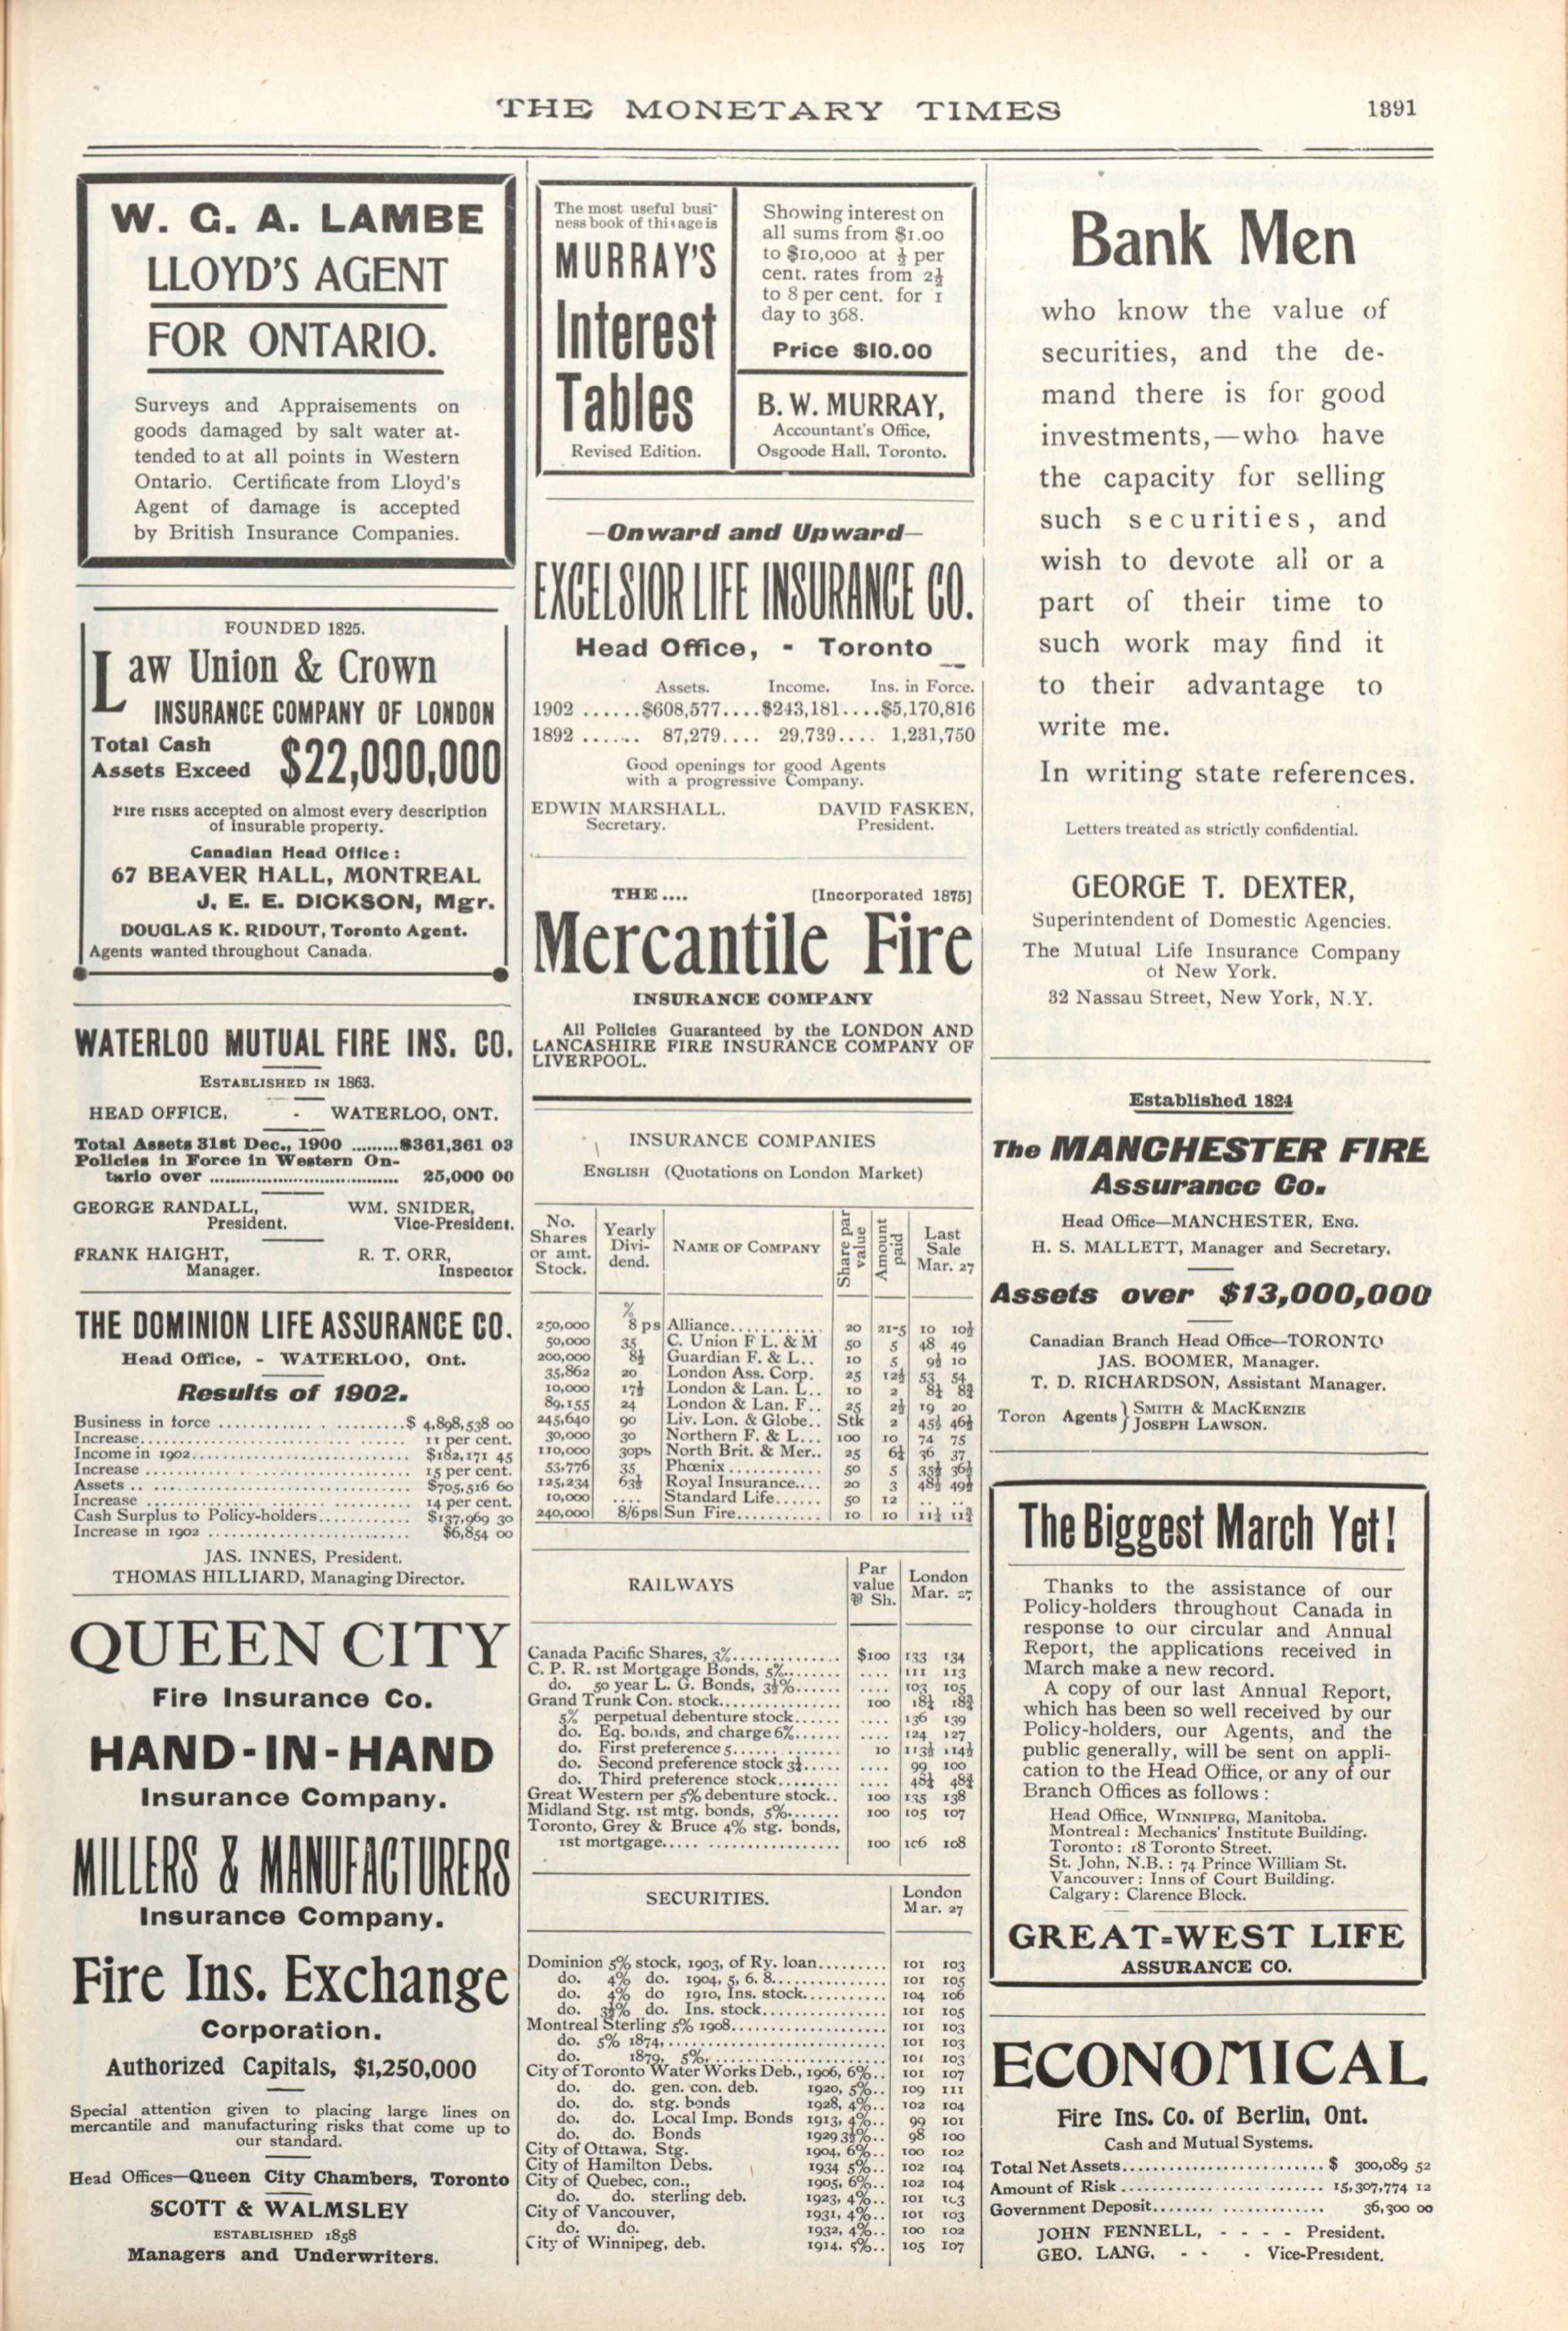 THE MONETARY TIMES
1391
W. G. A. LAMBE
LLOYD'S AGENT
FOR ONTARIO.
Surveys and Appraisements on
goods damaged by salt water at-
tended to at all points in Western
Ontario. Certificate from Lloyd's
Agent of damage is accepted
by British Insurance Companies.
FOUNDED 1825.
Law Union & Crown
INSURANCE COMPANY OF LONDON
Total Cash
Assets Exceed $22,000,000
Fire risks accepted on almost every description
of insurable property.
Canadian Head Office :
67 BEAVER HALL, MONTREAL
J. E. E. DICKSON, Mgr.
DOUGLAS K. RIDOUT, Toronto Agent.
Agents wanted throughout Canada.
WATERLOO MUTUAL FIRE INS. CO.
ESTABLISHED IN 1863.
HEAD OFFICE, - WATERLOO, ONT.
Total Assets 31st Dec., 1900 .........$361,361 03
Policies in Force in Western On-
tario over .................................... 25,000 00
GEORGE RANDALL, WM. SNIDER,
President. Vice-President.
FRANK HAIGHT, R. T. ORR,
Manager. Inspector
THE DOMINION LIFE ASSURANCE CO.
Head Office, - WATERLOO, Ont.
Results of 1902.
Business in force ............................$ 4,898,538 00
Increase.................................... 11 per cent.
Income in 1902............................... $182,171 45
Increase .................................... 15 per cent.
Assets .. .................................... $705,516 60
Increase .................................... 14 per cent.
Cash Surplus to Policy-holders............ $137,969 30
Increase in 1902 ........................... $6,854 00
JAS. INNES, President.
THOMAS HILLIARD, Managing Director.
QUEEN CITY
Fire Insurance Co.
HAND-IN-HAND
Insurance Company.
MILLERS & MANUFACTURERS
Insurance Company.
Fire Ins. Exchange
Corporation.
Authorized Capitals, $1,250,000
Special attention given to placing large lines on
mercantile and manufacturing risks that come up to
our standard.
Head Offices—Queen City Chambers, Toronto
SCOTT & WALMSLEY
ESTABLISHED 1858
Managers and Underwriters.
The most useful busi-
ness book of this age is
MURRAY'S
Interest
Tables
Revised Edition.
Showing interest on
all sums from $1.00
to $10,000 at ½ per
cent. rates from 2½
to 8 per cent. for 1
day to 368.
Price $10.00
B. W. MURRAY,
Accountant's Office,
Osgoode Hall, Toronto.
—Onward and Upward—
EXCELSIOR LIFE INSURANCE CO.
Head Office, - Toronto
Assets. Income. Ins. in Force.
1902 ......$608,577....$243,181....$5,170,816
1892 ...... 87,279.... 29,739.... 1,231,750
Good openings for good Agents
with a progressive Company.
EDWIN MARSHALL. DAVID FASKEN,
Secretary. President.
THE .... [Incorporated 1875]
Mercantile Fire
INSURANCE COMPANY
All Policies Guaranteed by the LONDON AND
LANCASHIRE FIRE INSURANCE COMPANY OF
LIVERPOOL.
INSURANCE COMPANIES
ENGLISH (Quotations on London Market)
No. Shares or amt. Stock. Yearly Divi- dend. NAME OF COMPANY Share par value Amount paid Last Sale Mar. 27
%
250,000 8 ps Alliance............ 20 21-5 10 10½
50,000 35 C. Union F L. & M 50 5 48 49
200,000 8½ Guardian F. & L.. 10 5 9½ 10
35,862 20 London Ass. Corp. 25 12½ 53 54
10,000 17½ London & Lan. L.. 10 2 8¼ 8¾
89,155 24 London & Lan. F.. 25 2½ 19 20
245,640 90 Liv. Lon. & Globe.. Stk 2 45½ 46½
30,000 30 Northern F. & L... 100 10 74 75
110,000 30ps North Brit. & Mer.. 25 6¼ 36 37
53,776 35 Phœnix............ 50 5 35½ 36½
125,234 63½ Royal Insurance.... 20 3 48½ 49½
10,000 .... Standard Life...... 50 12 .. ..
240,000 8/6ps Sun Fire........... 10 10 11¼ 11¾
RAILWAYS
Par value ℔ Sh. London Mar. 27
Canada Pacific Shares, 3%............. $100 133 134
C. P. R. 1st Mortgage Bonds, 5%....... .... 111 113
do. 50 year L. G. Bonds, 3½%...... .... 103 105
Grand Trunk Con. stock................ 100 18¼ 18¾
5% perpetual debenture stock...... .... 136 139
do. Eq. bonds, 2nd charge 6%...... .... 124 127
do. First preference 5............. 10 113½ 114½
do. Second preference stock 3¼..... .... 99 100
do. Third preference stock........ .... 48¼ 48¾
Great Western per 5% debenture stock.. 100 135 138
Midland Stg. 1st mtg. bonds, 5%....... 100 105 107
Toronto, Grey & Bruce 4% stg. bonds,
1st mortgage..... ................. 100 106 108
SECURITIES.
London Mar. 27
Dominion 5% stock, 1903, of Ry. loan......... 101 103
do. 4% do. 1904, 5, 6, 8............... 101 105
do. 4% do 1910, Ins. stock........... 104 106
do. 3½% do. Ins. stock.................. 101 105
Montreal Sterling 5% 1908..................... 101 103
do. 5% 1874,............................. 101 103
do. 1879, 5%,......................... 101 103
City of Toronto Water Works Deb., 1906, 6%.. 101 107
do. do. gen. con. deb. 1920, 5%.. 109 111
do. do. stg. bonds 1928, 4%.. 102 104
do. do. Local Imp. Bonds 1913, 4%.. 99 101
do. do. Bonds 1929 3½%.. 98 100
City of Ottawa, Stg. 1904, 6%.. 100 102
City of Hamilton Debs. 1934 5%.. 102 104
City of Quebec, con., 1905, 6%.. 102 104
do. do. sterling deb. 1923, 4%.. 101 103
City of Vancouver, 1931, 4%.. 101 103
do. do. 1932, 4%.. 100 102
City of Winnipeg, deb. 1914, 5%.. 105 107
Bank Men
who know the value of
securities, and the de-
mand there is for good
investments,—who have
the capacity for selling
such securities, and
wish to devote all or a
part of their time to
such work may find it
to their advantage to
write me.
In writing state references.
Letters treated as strictly confidential.
GEORGE T. DEXTER,
Superintendent of Domestic Agencies.
The Mutual Life Insurance Company
of New York.
32 Nassau Street, New York, N.Y.
Established 1824
The MANCHESTER FIRE
Assurance Co.
Head Office—MANCHESTER, ENG.
H. S. MALLETT, Manager and Secretary.
Assets over $13,000,000
Canadian Branch Head Office—TORONTO
JAS. BOOMER, Manager.
T. D. RICHARDSON, Assistant Manager.
Toron Agents } SMITH & MACKENZIE
JOSEPH LAWSON.
The Biggest March Yet!
Thanks to the assistance of our
Policy-holders throughout Canada in
response to our circular and Annual
Report, the applications received in
March make a new record.
A copy of our last Annual Report,
which has been so well received by our
Policy-holders, our Agents, and the
public generally, will be sent on appli-
cation to the Head Office, or any of our
Branch Offices as follows :
Head Office, WINNIPEG, Manitoba.
Montreal : Mechanics' Institute Building.
Toronto : 18 Toronto Street.
St. John, N.B. : 74 Prince William St.
Vancouver : Inns of Court Building.
Calgary : Clarence Block.
GREAT-WEST LIFE
ASSURANCE CO.
ECONOMICAL
Fire Ins. Co. of Berlin, Ont.
Cash and Mutual Systems.
Total Net Assets.......................... $ 300,089 52
Amount of Risk .......................... 15,307,774 12
Government Deposit........ ............. 36,300 00
JOHN FENNELL, - - - - President.
GEO. LANG, - - - Vice-President.